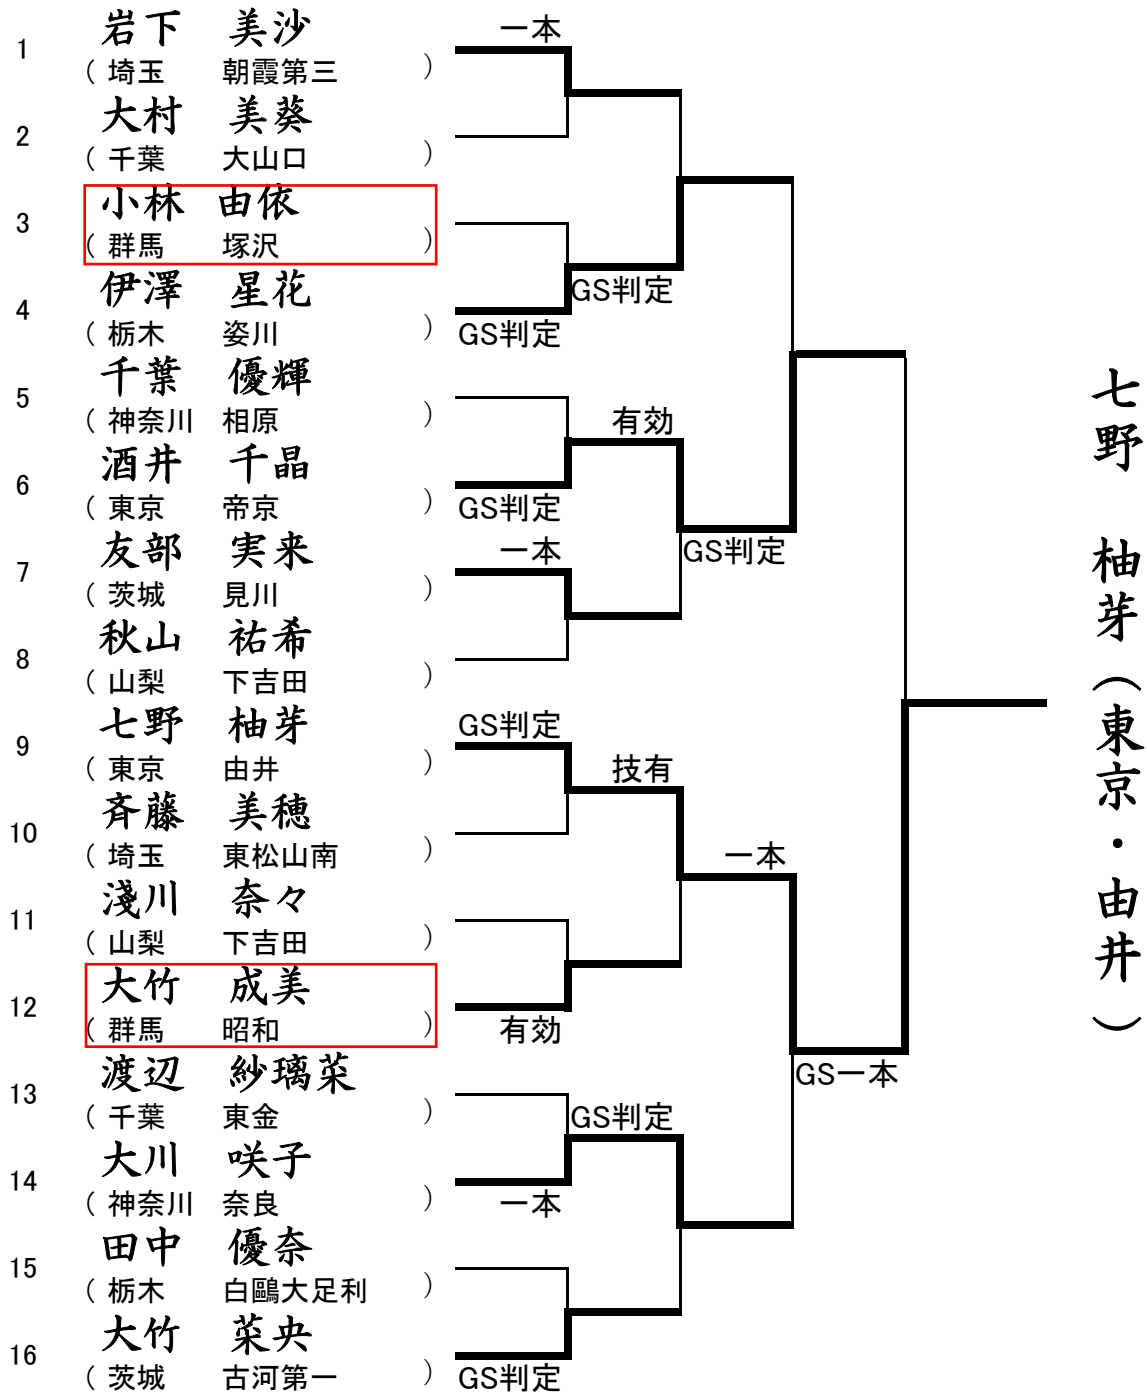 1 岩下 美沙
( 埼玉 朝霞第三 )
2 大村 美葵
( 千葉 大山口 )
3 小林 由依
( 群馬 塚沢 )
4 伊澤 星花
( 栃木 姿川 )
5 千葉 優輝
( 神奈川 相原 )
6 酒井 千晶
( 東京 帝京 )
7 友部 実来
( 茨城 見川 )
8 秋山 祐希
( 山梨 下吉田 )
9 七野 柚芽
( 東京 由井 )
10 斉藤 美穂
( 埼玉 東松山南 )
11 淺川 奈々
( 山梨 下吉田 )
12 大竹 成美
( 群馬 昭和 )
13 渡辺 紗璃菜
( 千葉 東金 )
14 大川 咲子
( 神奈川 奈良 )
15 田中 優奈
( 栃木 白鷗大足利 )
16 大竹 菜央
( 茨城 古河第一 )
一本
GS判定
GS判定
一本
GS判定
有効
一本
GS判定
GS判定
有効
技有
GS判定
GS判定
一本
GS一本
七野 柚芽(東京・由井)